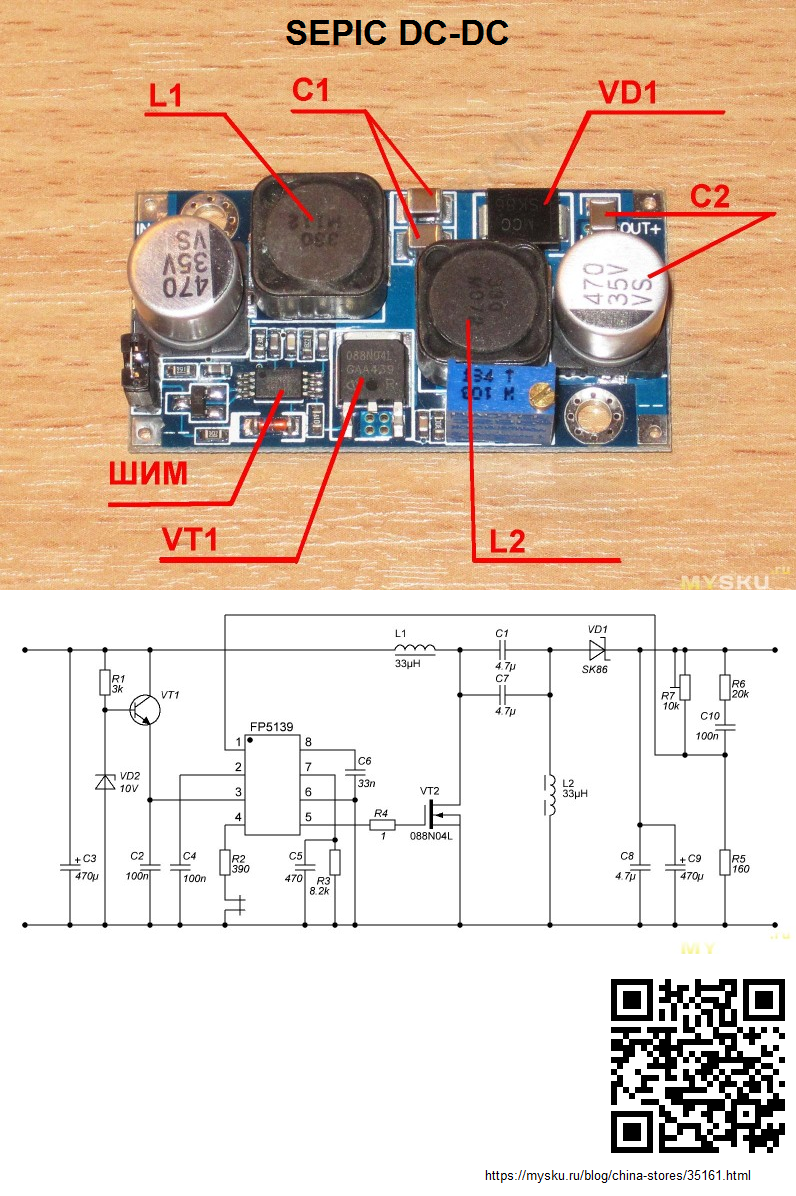 SEPIC DC-DC
L1
C1
VD1
C2
IN
OUT+
470
35V
VS
330
470
35V
VS
088N04L
GAA439
W 103
ШИМ
VT1
L2
MYSKU.ru
L1
33µH
C1
4.7µ
VD1
SK86
C7
4.7µ
R1
3k
VT1
R7
10k
R6
20k
C10
100n
FP5139
1
2
3
4
8
7
6
5
C6
33n
VD2
10V
L2
33µH
VT2
088N04L
R4
1
C3
+
470µ
C2
100n
C4
100n
R2
390
C5
470
R3
8.2k
C8
4.7µ
C9
+
470µ
R5
160
MY
.ru
https://mysku.ru/blog/china-stores/35161.html